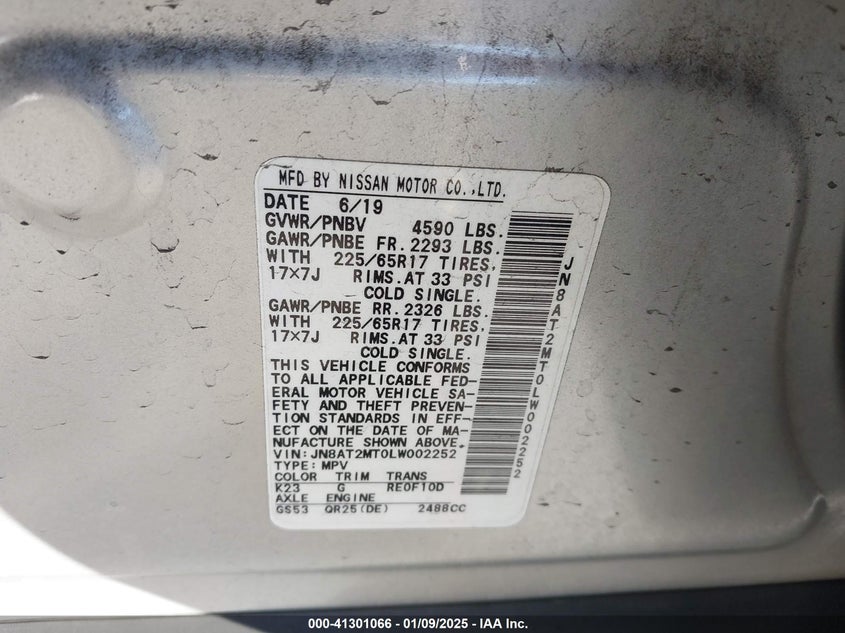 MFD BY NISSAN MOTOR CO.,LTD.
DATE 6/19
GVWR/PNBV 4590 LBS.
GAWR/PNBE FR. 2293 LBS.
WITH 225/65R17 TIRES,
17×7J RIMS.AT 33 PSI
COLD SINGLE.
GAWR/PNBE RR. 2326 LBS.
WITH 225/65R17 TIRES,
17×7J RIMS.AT 33 PSI
COLD SINGLE.
THIS VEHICLE CONFORMS
TO ALL APPLICABLE FED-
ERAL MOTOR VEHICLE SA-
FETY AND THEFT PREVEN-
TION STANDARDS IN EFF-
ECT ON THE DATE OF MA-
NUFACTURE SHOWN ABOVE.
VIN: JN8AT2MT0LW002252
TYPE: MPV
COLOR TRIM TRANS
K23 G RE0F10D
AXLE ENGINE
GS53 QR25(DE) 2488CC
JN8AT2MT0LW002252
000-41301066 / 01/09/2025 - IAA Inc.